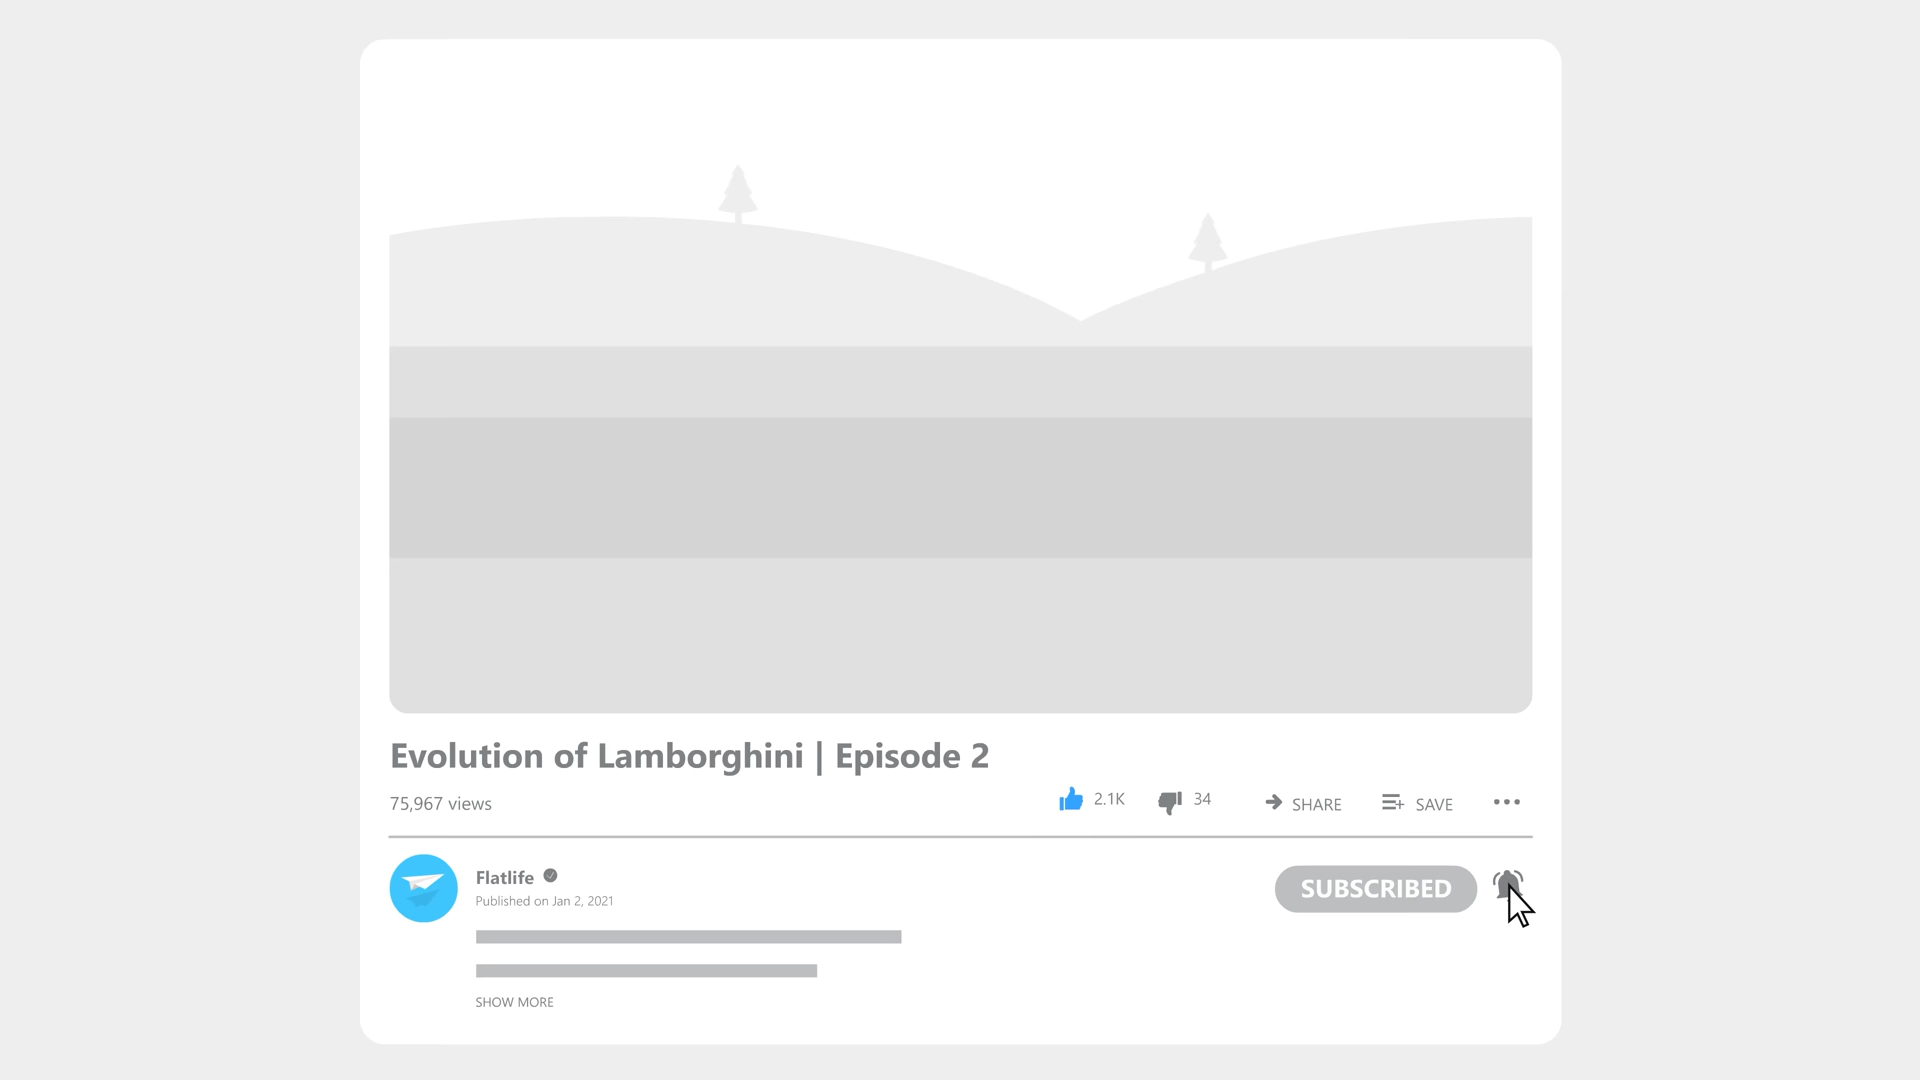 Evolution of Lamborghini | Episode 2
75,967 views
2.1K
34
SHARE
SAVE
Flatlife
Published on Jan 2, 2021
SUBSCRIBED
SHOW MORE